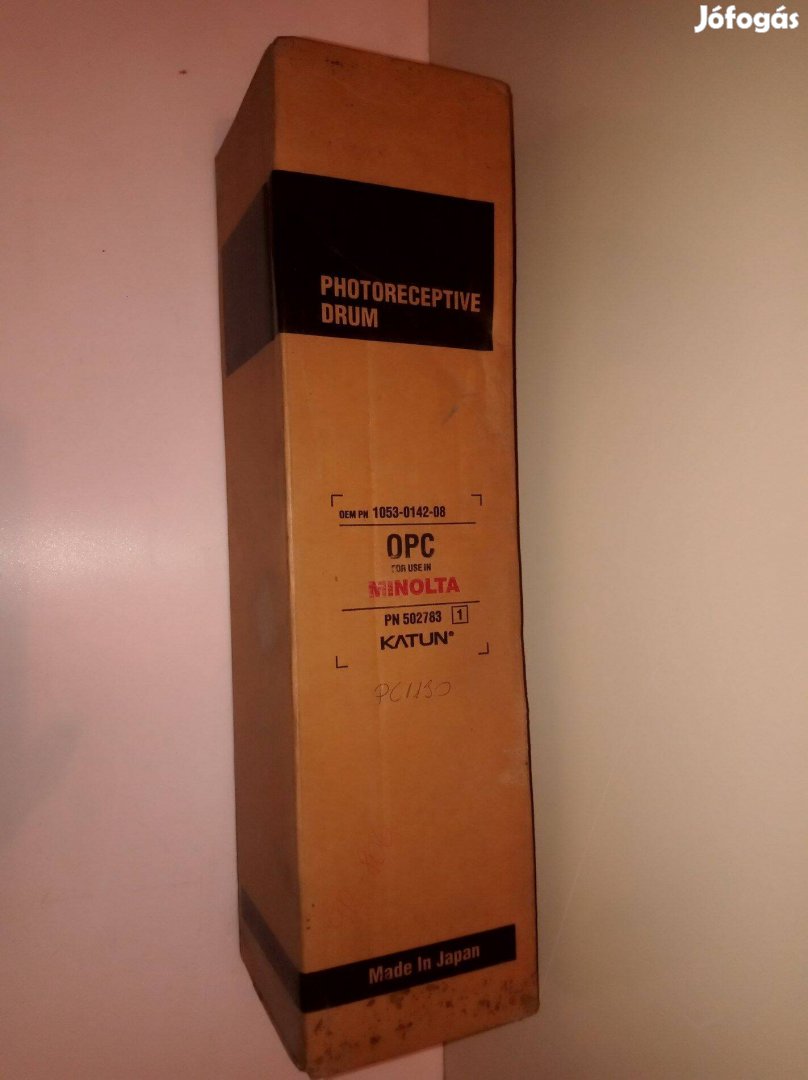 Jófogás
PHOTORECEPTIVE
DRUM
OEM PN 1053-0142-08
OPC
FOR USE IN
MINOLTA
PN 502783 1
KATUN®
Made In Japan